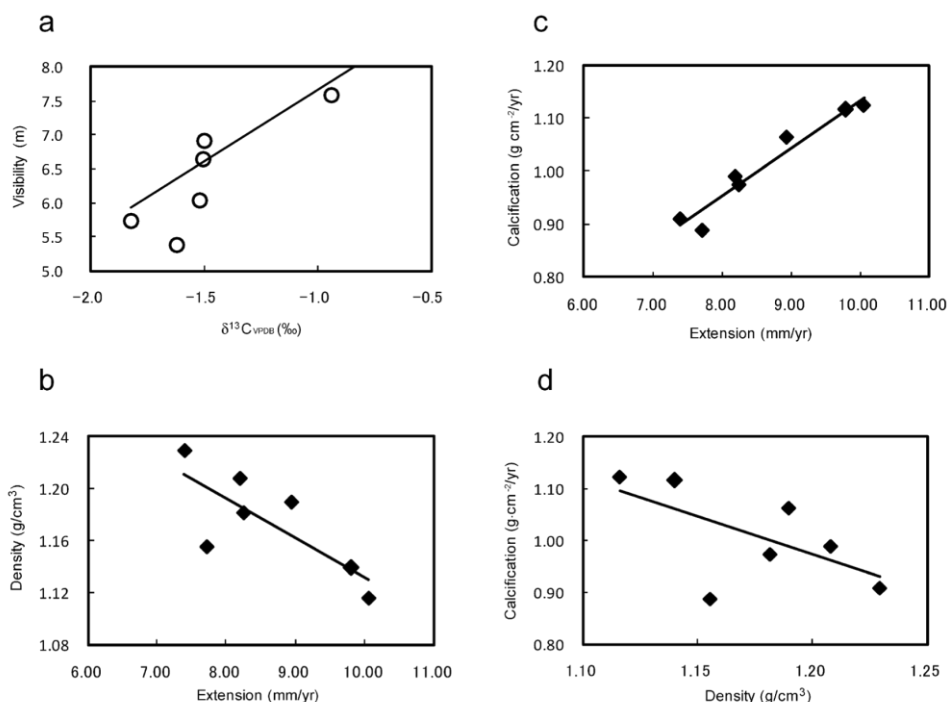 a
8.0
7.0
6.5
6.0
5.5
5.0
Visibility (m)
−2.0 −1.5 −1.0 −0.5
δ¹³C VPDB (‰)
c
1.20
1.10
1.00
0.90
0.80
Calcification (g cm⁻²/yr)
6.00 7.00 8.00 9.00 10.00 11.00
Extension (mm/yr)
b
1.24
1.20
1.16
1.12
1.08
Density (g/cm³)
6.00 7.00 8.00 9.00 10.00 11.00
Extension (mm/yr)
d
1.20
1.10
1.00
0.90
0.80
Calcification (g·cm⁻²/yr)
1.10 1.15 1.20 1.25
Density (g/cm³)